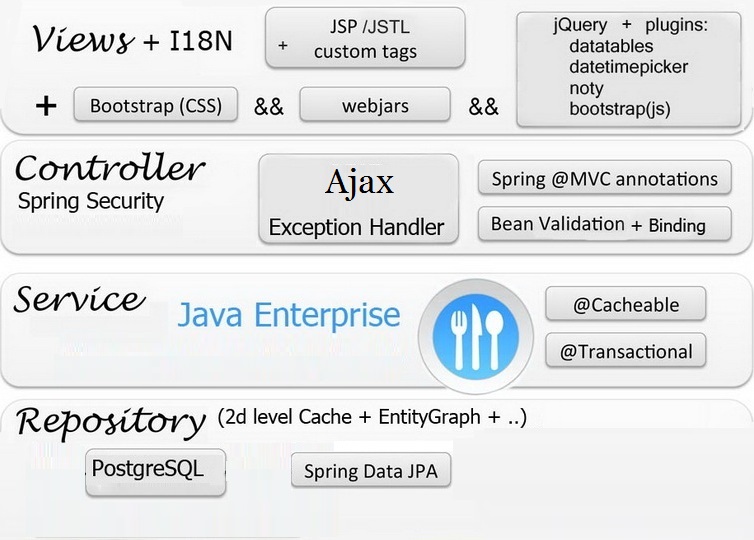 Views + I18N
+ JSP /JSTL
custom tags
jQuery + plugins:
datatables
datetimepicker
noty
bootstrap(js)
+ Bootstrap (CSS) && webjars &&
Controller
Spring Security
Ajax
Exception Handler
Spring @MVC annotations
Bean Validation + Binding
Service
Java Enterprise
@Cacheable
@Transactional
Repository (2d level Cache + EntityGraph + ..)
PostgreSQL
Spring Data JPA